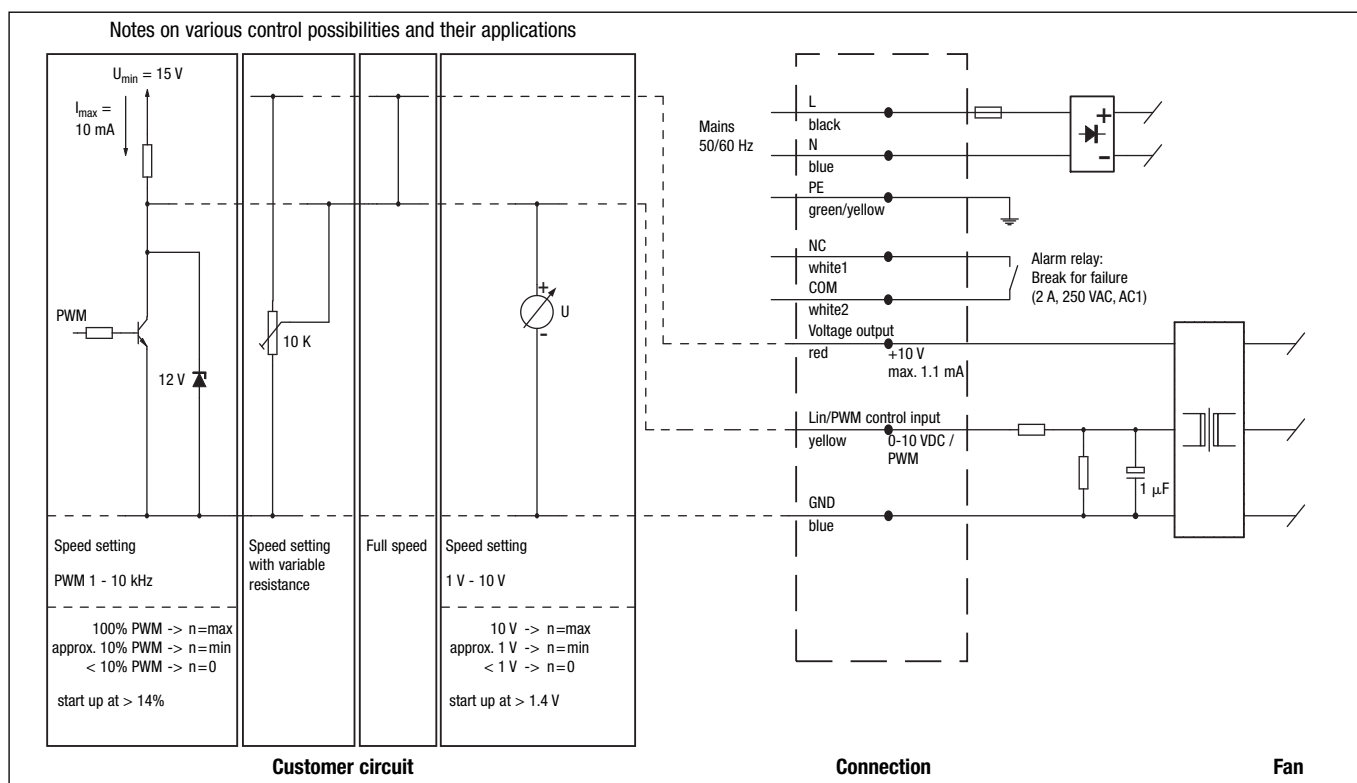 Notes on various control possibilities and their applications
Umin = 15 V
Imax =
10 mA
PWM
12 V
10 K
+
U
-
Speed setting
PWM 1 - 10 kHz
100% PWM -> n=max
approx. 10% PWM -> n=min
< 10% PWM -> n=0
start up at > 14%
Speed setting
with variable
resistance
Full speed
Speed setting
1 V - 10 V
10 V -> n=max
approx. 1 V -> n=min
< 1 V -> n=0
start up at > 1.4 V
Mains
50/60 Hz
L
black
N
blue
PE
green/yellow
NC
white1
COM
white2
Voltage output
red
+10 V
max. 1.1 mA
Lin/PWM control input
yellow
0-10 VDC /
PWM
GND
blue
+
-
Alarm relay:
Break for failure
(2 A, 250 VAC, AC1)
1 μF
Customer circuit
Connection
Fan